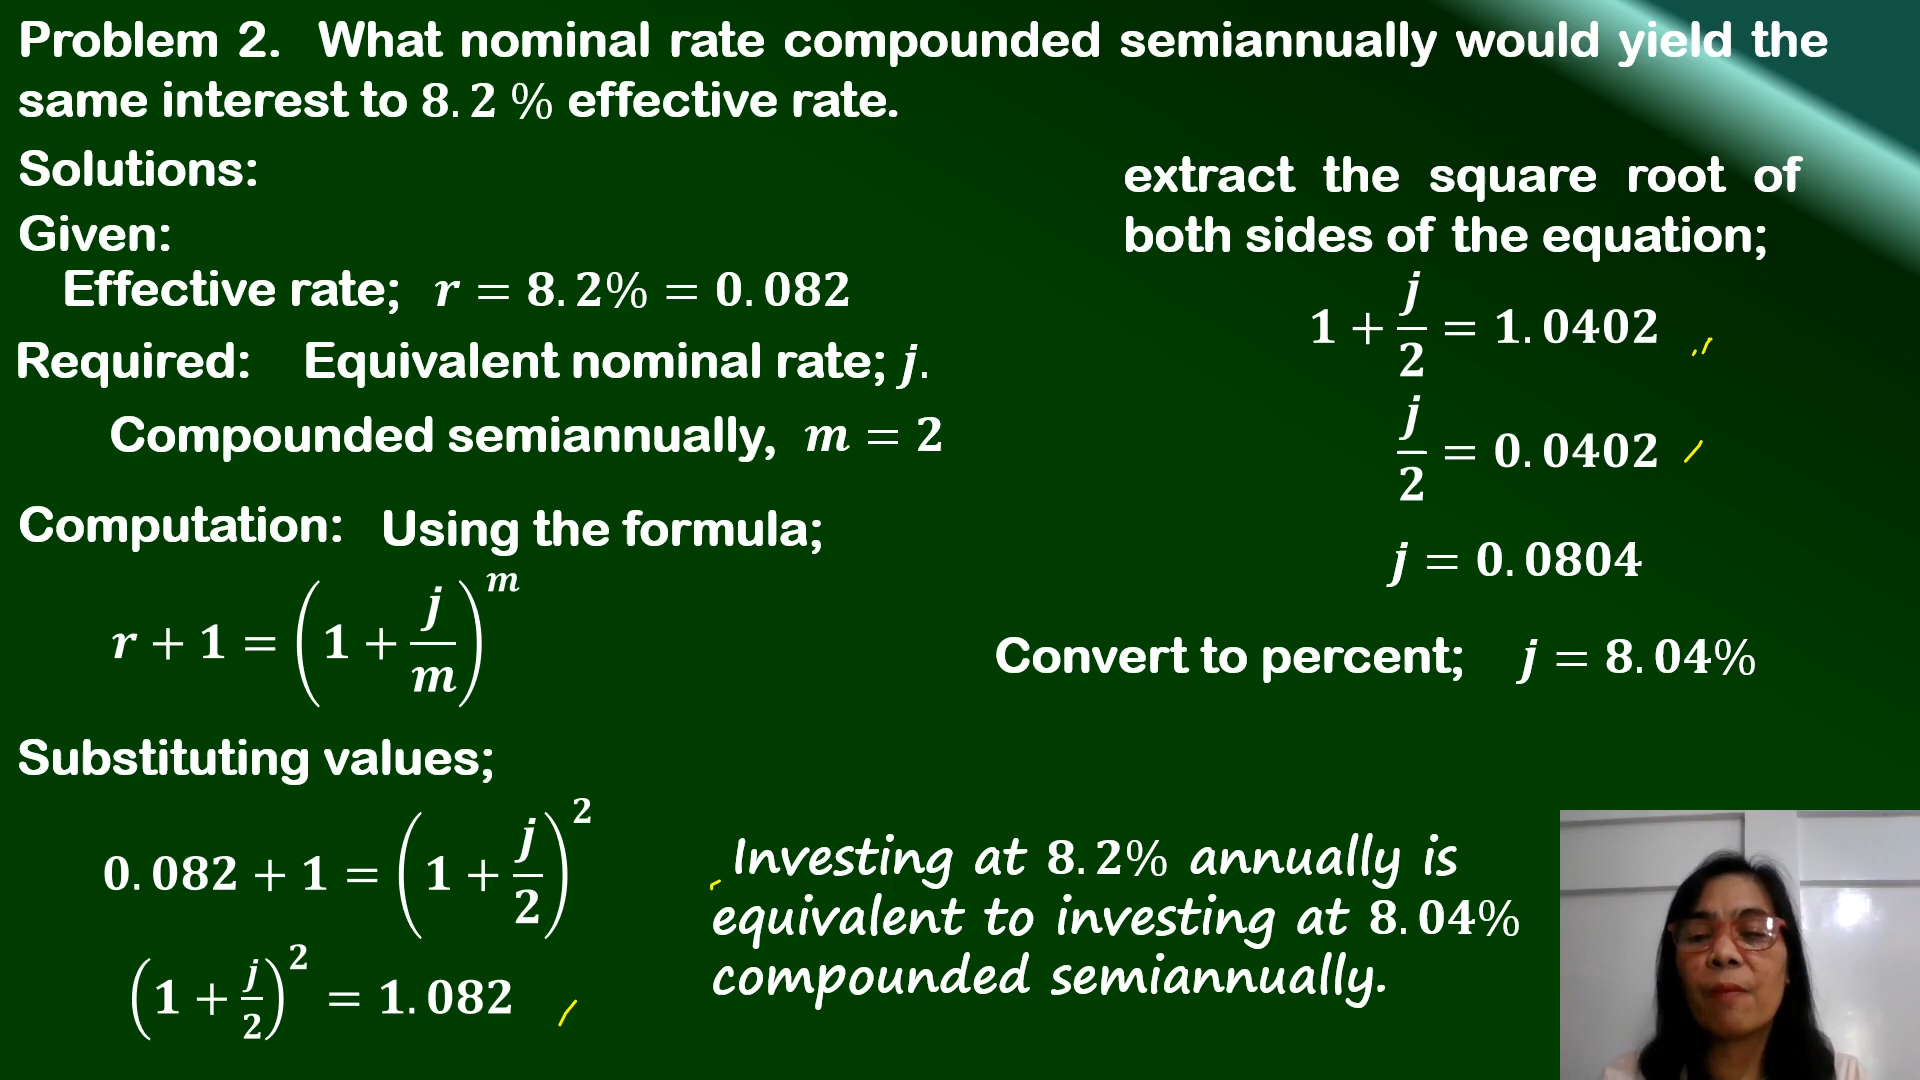 Problem 2. What nominal rate compounded semiannually would yield the
same interest to 8.2 % effective rate.
Solutions:
Given:
Effective rate; r = 8.2% = 0.082
Required: Equivalent nominal rate; j.
Compounded semiannually, m = 2
Computation: Using the formula;
r + 1 = (1 + j/m)^m
Substituting values;
0.082 + 1 = (1 + j/2)^2
(1 + j/2)^2 = 1.082
extract the square root of
both sides of the equation;
1 + j/2 = 1.0402
j/2 = 0.0402
j = 0.0804
Convert to percent; j = 8.04%
Investing at 8.2% annually is
equivalent to investing at 8.04%
compounded semiannually.